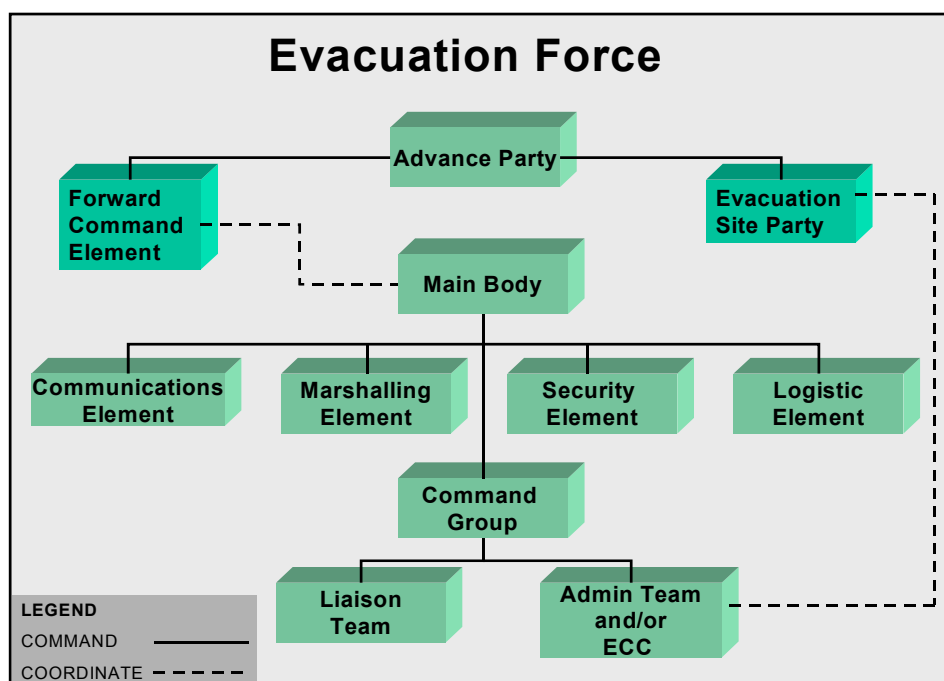 Evacuation Force
Advance Party
Forward
Command
Element
Evacuation
Site Party
Main Body
Communications
Element
Marshalling
Element
Security
Element
Logistic
Element
Command
Group
Liaison
Team
Admin Team
and/or
ECC
LEGEND
COMMAND
COORDINATE